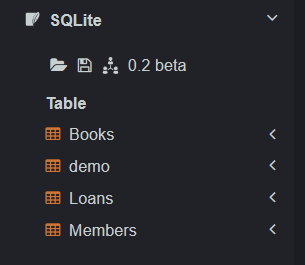 SQLite
0.2 beta
Table
Books
demo
Loans
Members